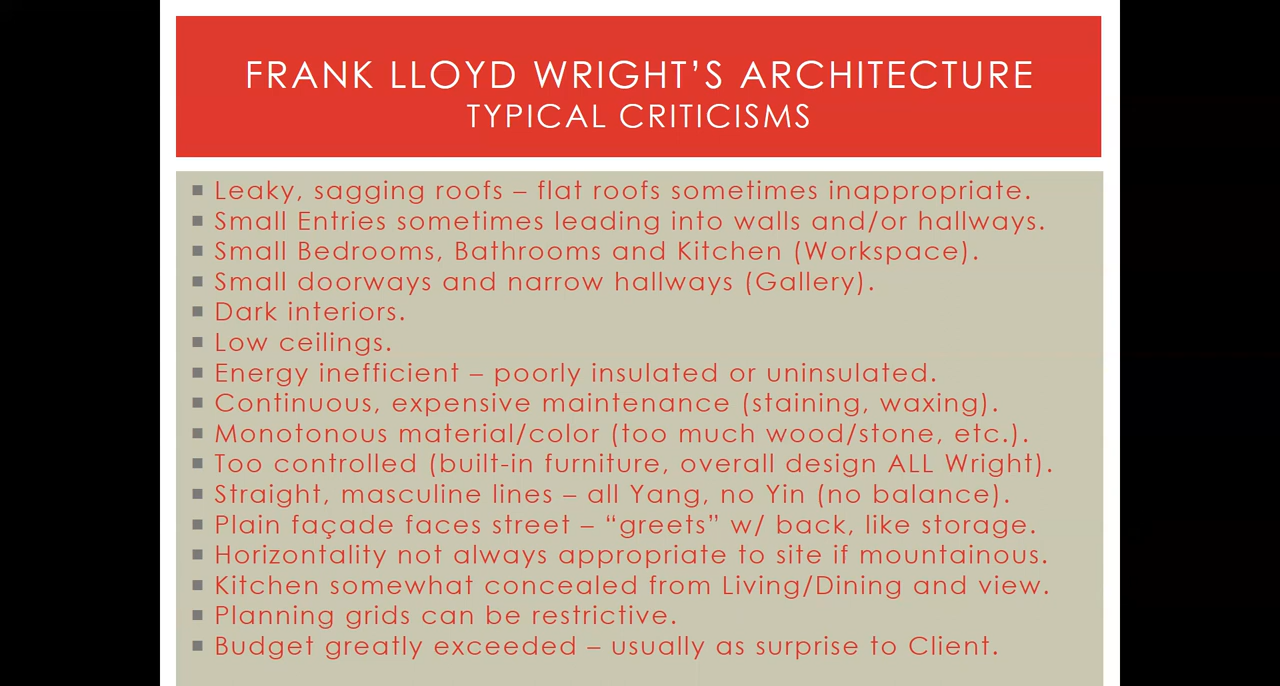 FRANK LLOYD WRIGHT’S ARCHITECTURE
TYPICAL CRITICISMS
▪ Leaky, sagging roofs – flat roofs sometimes inappropriate.
▪ Small Entries sometimes leading into walls and/or hallways.
▪ Small Bedrooms, Bathrooms and Kitchen (Workspace).
▪ Small doorways and narrow hallways (Gallery).
▪ Dark interiors.
▪ Low ceilings.
▪ Energy inefficient – poorly insulated or uninsulated.
▪ Continuous, expensive maintenance (staining, waxing).
▪ Monotonous material/color (too much wood/stone, etc.).
▪ Too controlled (built-in furniture, overall design ALL Wright).
▪ Straight, masculine lines – all Yang, no Yin (no balance).
▪ Plain façade faces street – “greets” w/ back, like storage.
▪ Horizontality not always appropriate to site if mountainous.
▪ Kitchen somewhat concealed from Living/Dining and view.
▪ Planning grids can be restrictive.
▪ Budget greatly exceeded – usually as surprise to Client.